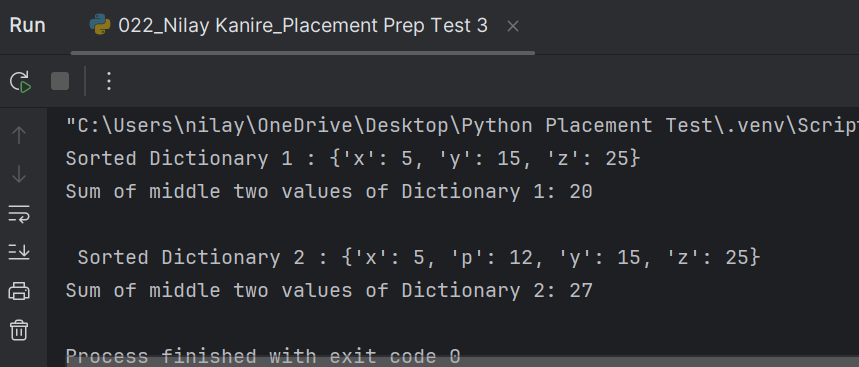 Run 022_Nilay Kanire_Placement Prep Test 3
"C:\Users\nilay\OneDrive\Desktop\Python Placement Test\.venv\Script
Sorted Dictionary 1 : {'x': 5, 'y': 15, 'z': 25}
Sum of middle two values of Dictionary 1: 20
Sorted Dictionary 2 : {'x': 5, 'p': 12, 'y': 15, 'z': 25}
Sum of middle two values of Dictionary 2: 27
Process finished with exit code 0